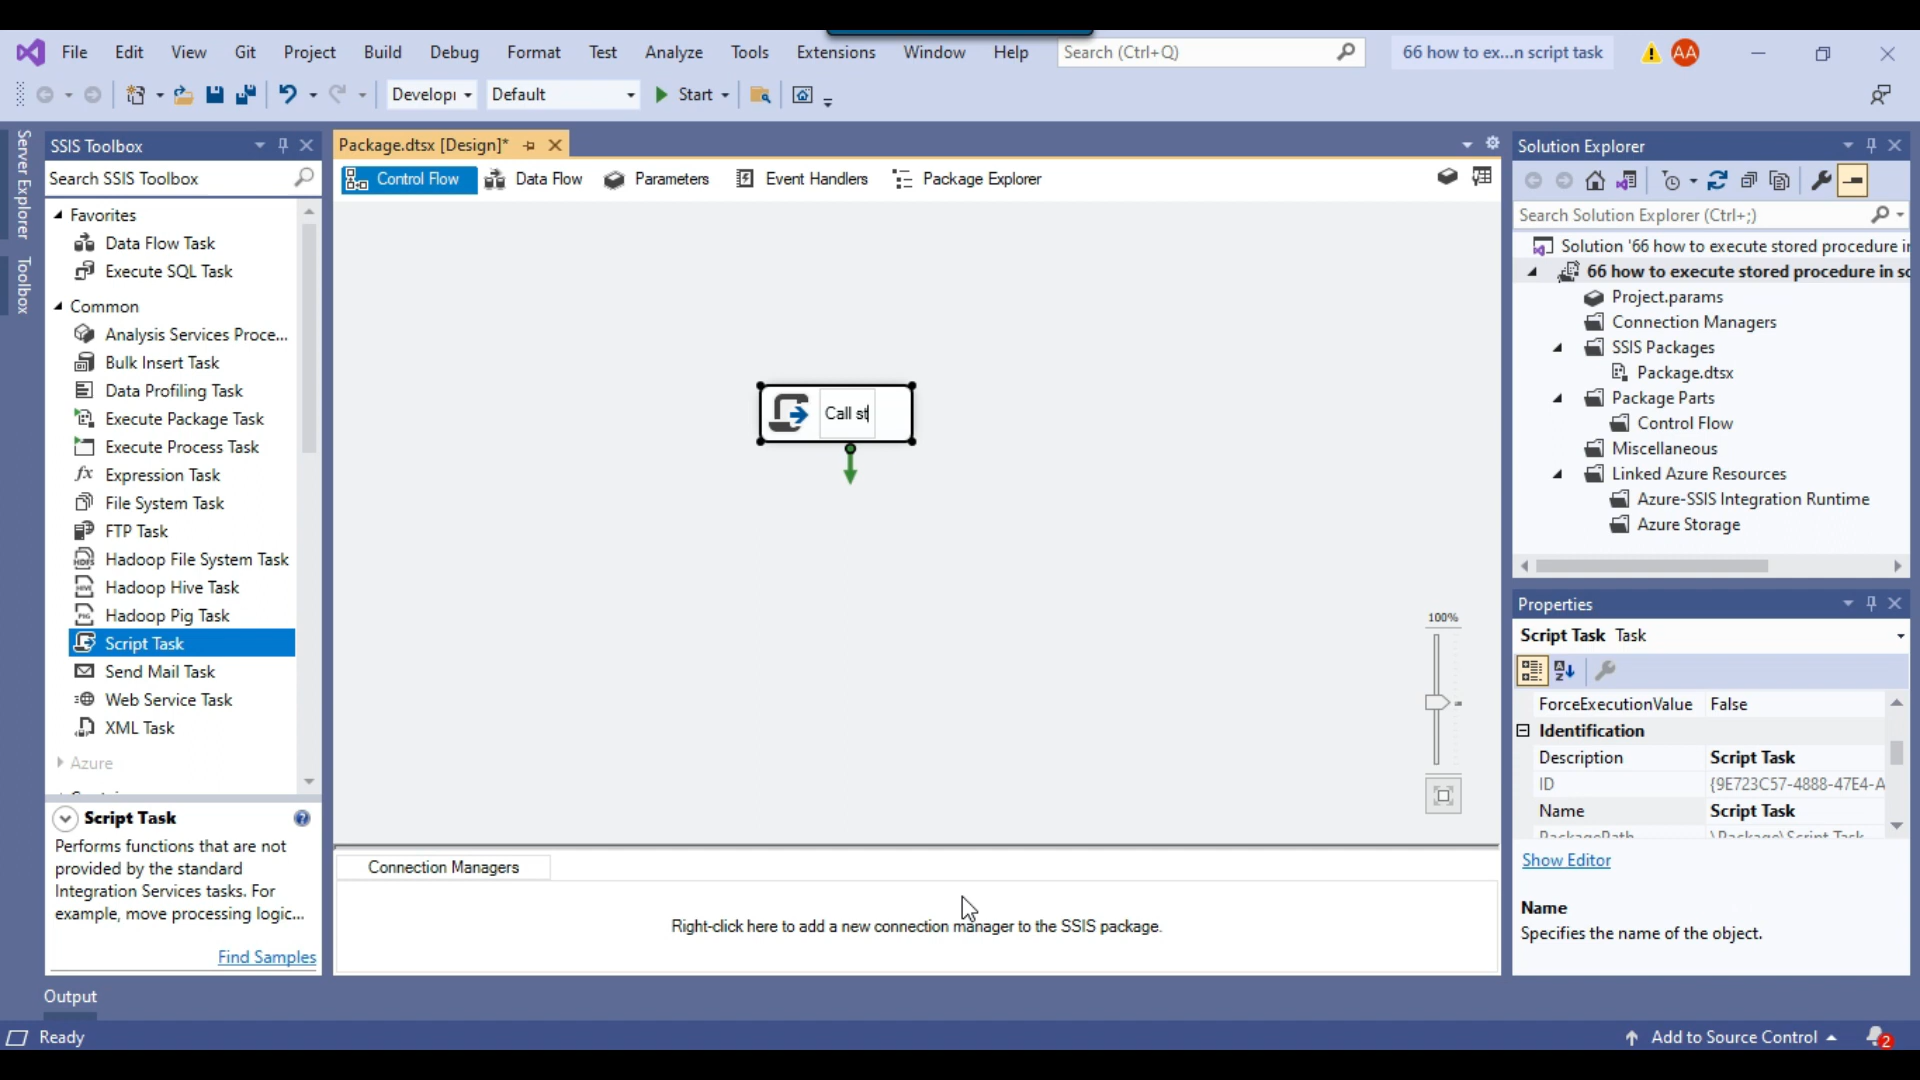 File Edit View Git Project Build Debug Format Test Analyze Tools Extensions Window Help Search (Ctrl+Q) 66 how to ex...n script task AA
Developi Default Start
Server Explorer
Toolbox
SSIS Toolbox
Search SSIS Toolbox
Favorites
Data Flow Task
Execute SQL Task
Common
Analysis Services Proce...
Bulk Insert Task
Data Profiling Task
Execute Package Task
Execute Process Task
Expression Task
File System Task
FTP Task
Hadoop File System Task
Hadoop Hive Task
Hadoop Pig Task
Script Task
Send Mail Task
Web Service Task
XML Task
Azure
Script Task
Performs functions that are not
provided by the standard
Integration Services tasks. For
example, move processing logic...
Find Samples
Package.dtsx [Design]*
Control Flow Data Flow Parameters Event Handlers Package Explorer
Call st
100%
Connection Managers
Right-click here to add a new connection manager to the SSIS package.
Solution Explorer
Search Solution Explorer (Ctrl+;)
Solution '66 how to execute stored procedure in
66 how to execute stored procedure in sc
Project.params
Connection Managers
SSIS Packages
Package.dtsx
Package Parts
Control Flow
Miscellaneous
Linked Azure Resources
Azure-SSIS Integration Runtime
Azure Storage
Properties
Script Task Task
ForceExecutionValue False
Identification
Description Script Task
ID {9E723C57-4888-47E4-A
Name Script Task
PackagePath \Package\Script Task
Show Editor
Name
Specifies the name of the object.
Output
Ready
Add to Source Control 2